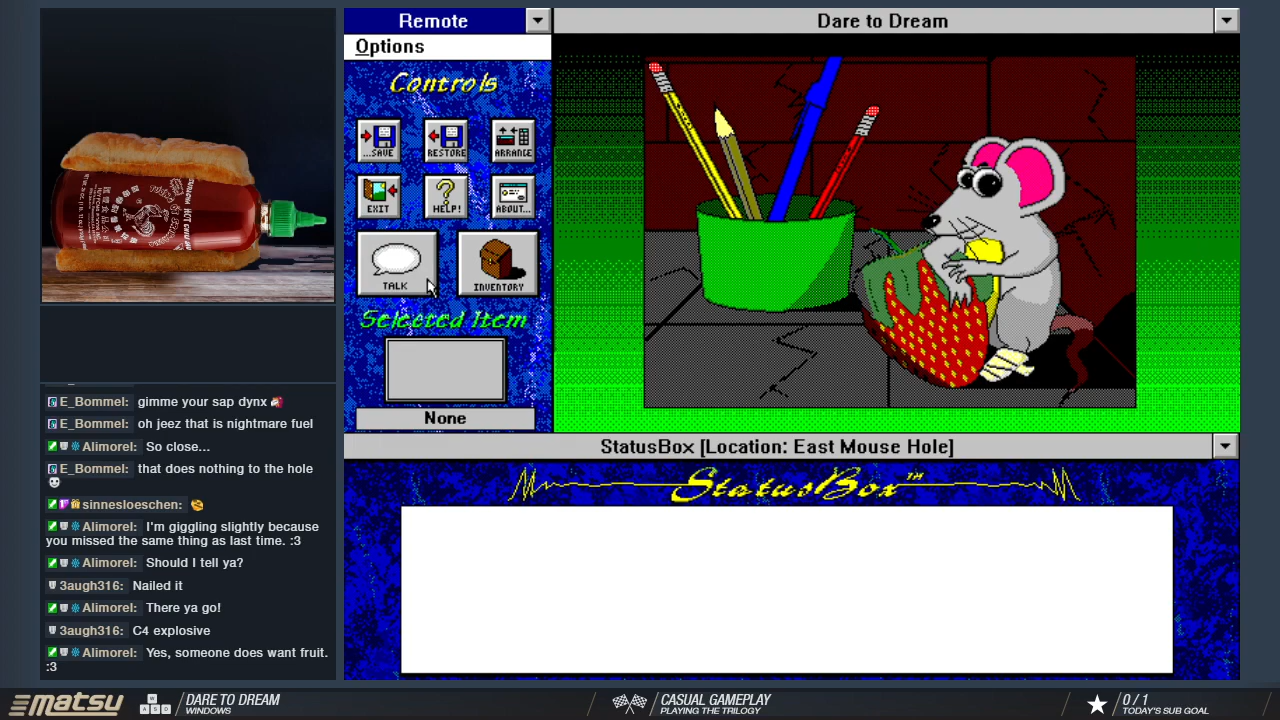 Remote
Dare to Dream
Options
Controls
...SAVE
RESTORE
ARRANGE
EXIT
HELP!
ABOUT...
TALK
INVENTORY
Selected Item
None
StatusBox [Location: East Mouse Hole]
StatusBox™
E_Bommel: gimme your sap dynx
E_Bommel: oh jeez that is nightmare fuel
Alimorel: So close...
E_Bommel: that does nothing to the hole
sinnesloeschen:
Alimorel: I'm giggling slightly because
you missed the same thing as last time. :3
Alimorel: Should I tell ya?
3augh316: Nailed it
Alimorel: There ya go!
3augh316: C4 explosive
Alimorel: Yes, someone does want fruit.
:3
matsu
W
A S D
DARE TO DREAM
WINDOWS
CASUAL GAMEPLAY
PLAYING THE TRILOGY
0 / 1
TODAY'S SUB GOAL